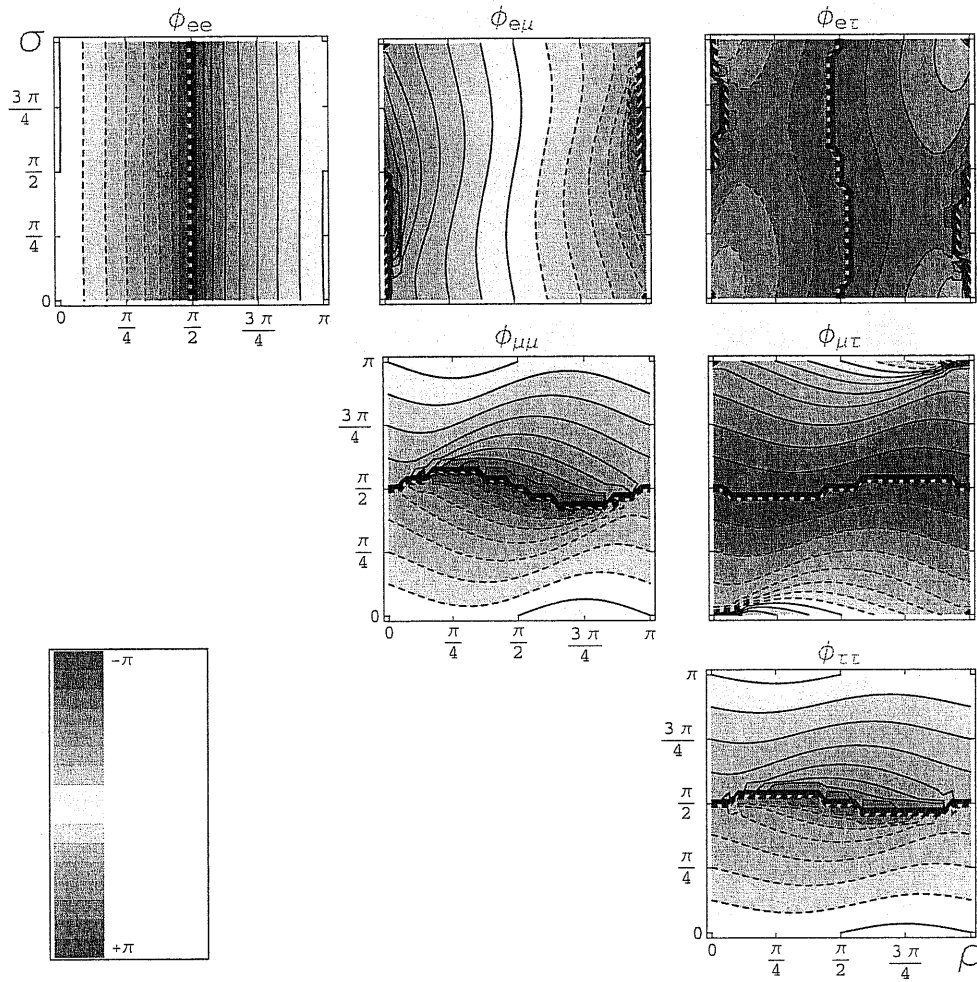 ϕee ϕeμ ϕeτ
σ
3π/4
π/2
π/4
0
0 π/4 π/2 3π/4 π
ϕμμ ϕμτ
π
3π/4
π/2
π/4
0
0 π/4 π/2 3π/4 π
ϕττ
π
3π/4
π/2
π/4
0
0 π/4 π/2 3π/4 ρ
-π
+π